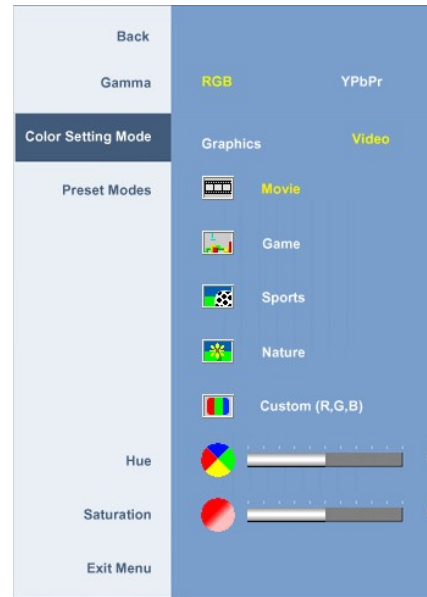 Back
Gamma RGB YPbPr
Color Setting Mode Graphics Video
Preset Modes Movie
Game
Sports
Nature
Custom (R,G,B)
Hue
Saturation
Exit Menu